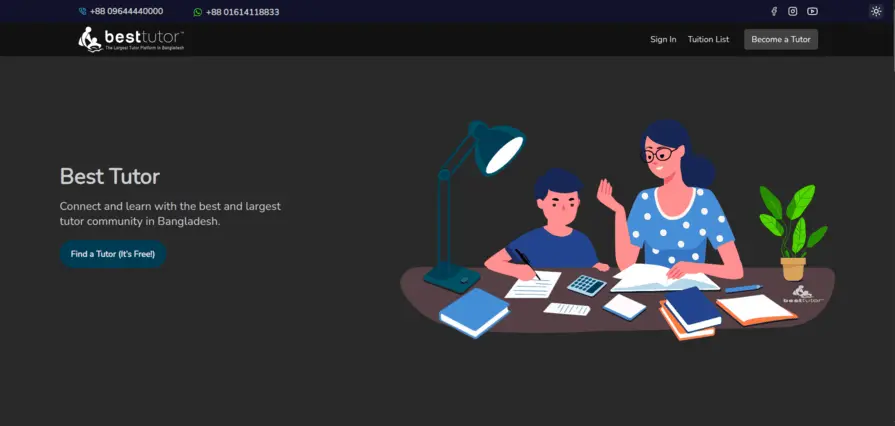 +88 09644440000
+88 01614118833
besttutor™
The Largest Tutor Platform in Bangladesh
Sign In
Tuition List
Become a Tutor
Best Tutor
Connect and learn with the best and largest
tutor community in Bangladesh.
Find a Tutor (It's Free!)
besttutor™